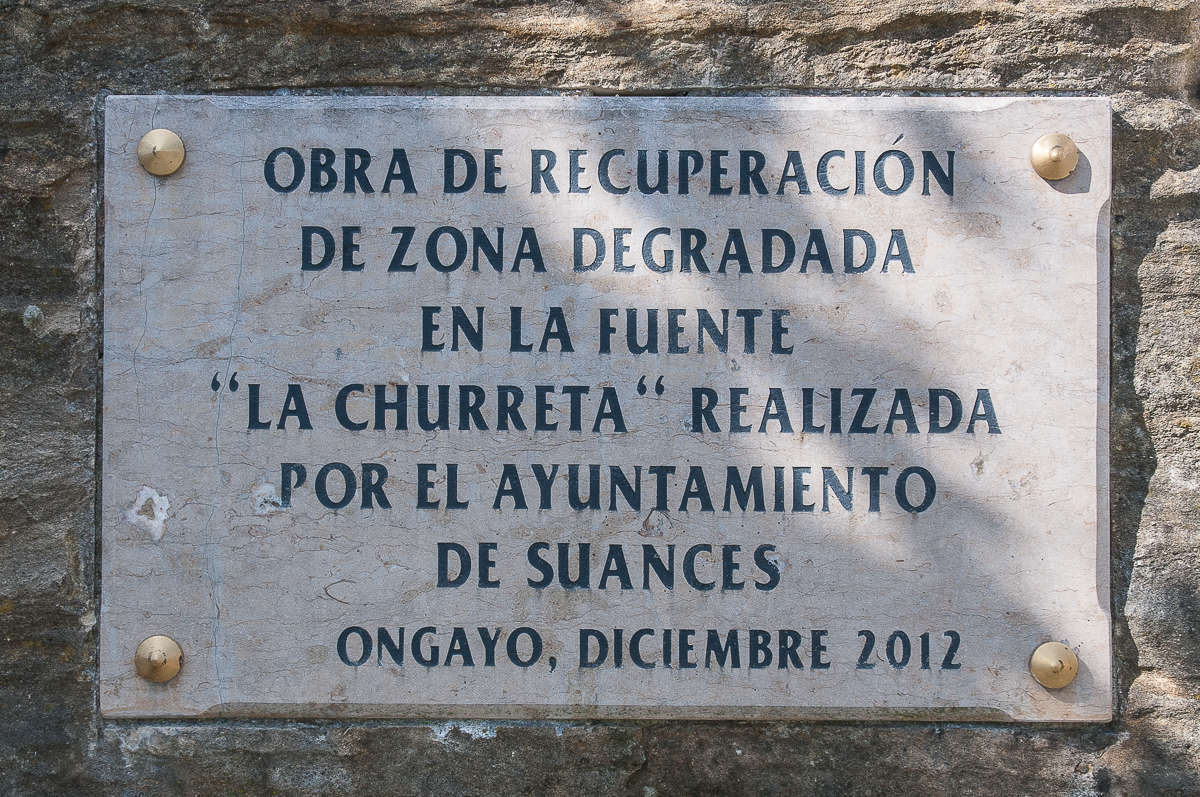 OBRA DE RECUPERACIÓN
DE ZONA DEGRADADA
EN LA FUENTE
“LA CHURRETA“ REALIZADA
POR EL AYUNTAMIENTO
DE SUANCES
ONGAYO, DICIEMBRE 2012